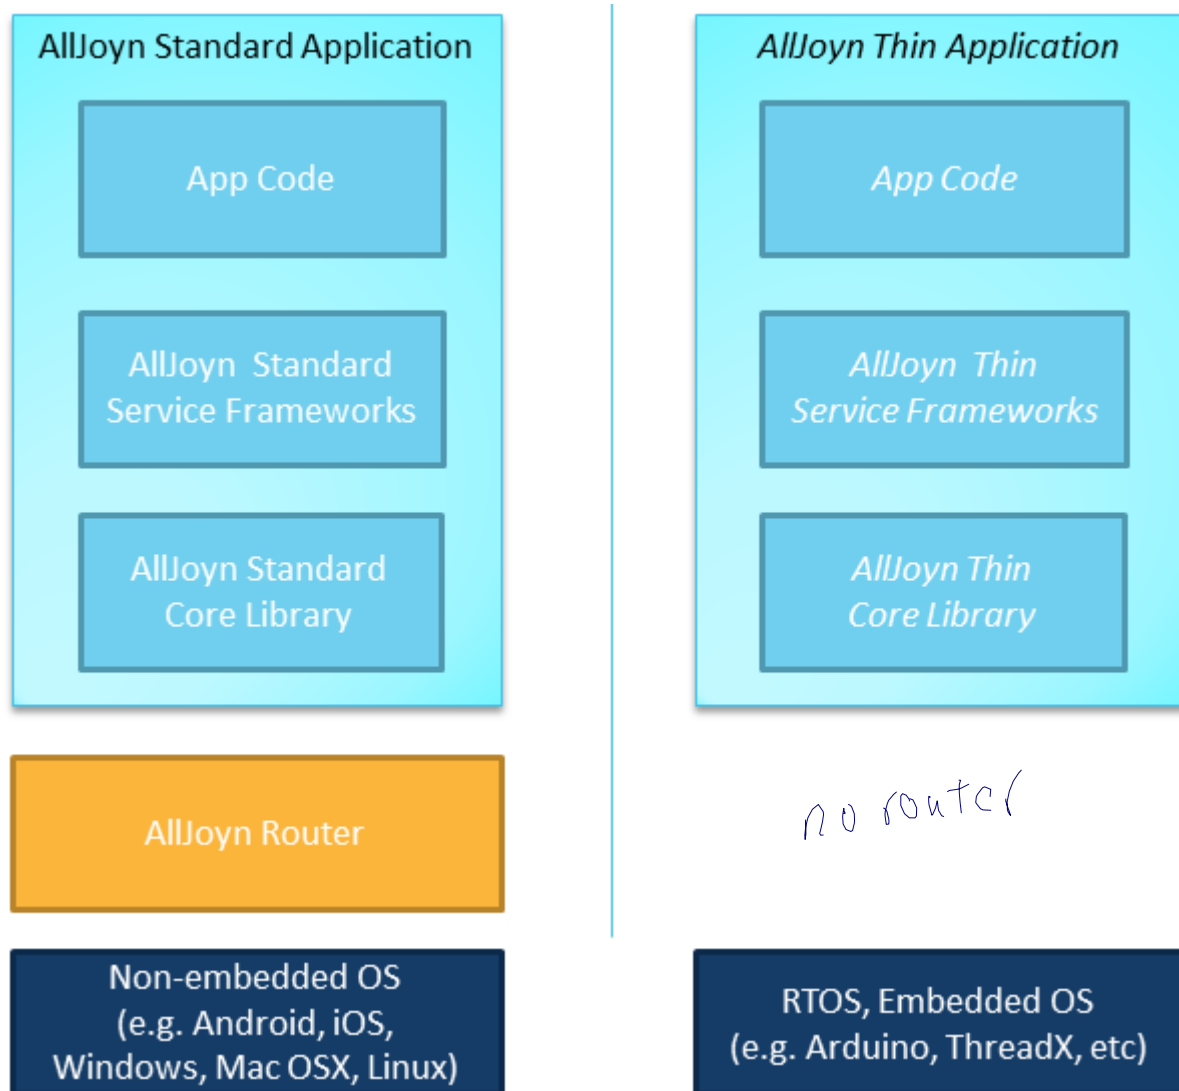 AllJoyn Standard Application
App Code
AllJoyn Standard
Service Frameworks
AllJoyn Standard
Core Library
AllJoyn Router
Non-embedded OS
(e.g. Android, iOS,
Windows, Mac OSX, Linux)
AllJoyn Thin Application
App Code
AllJoyn Thin
Service Frameworks
AllJoyn Thin
Core Library
no router
RTOS, Embedded OS
(e.g. Arduino, ThreadX, etc)